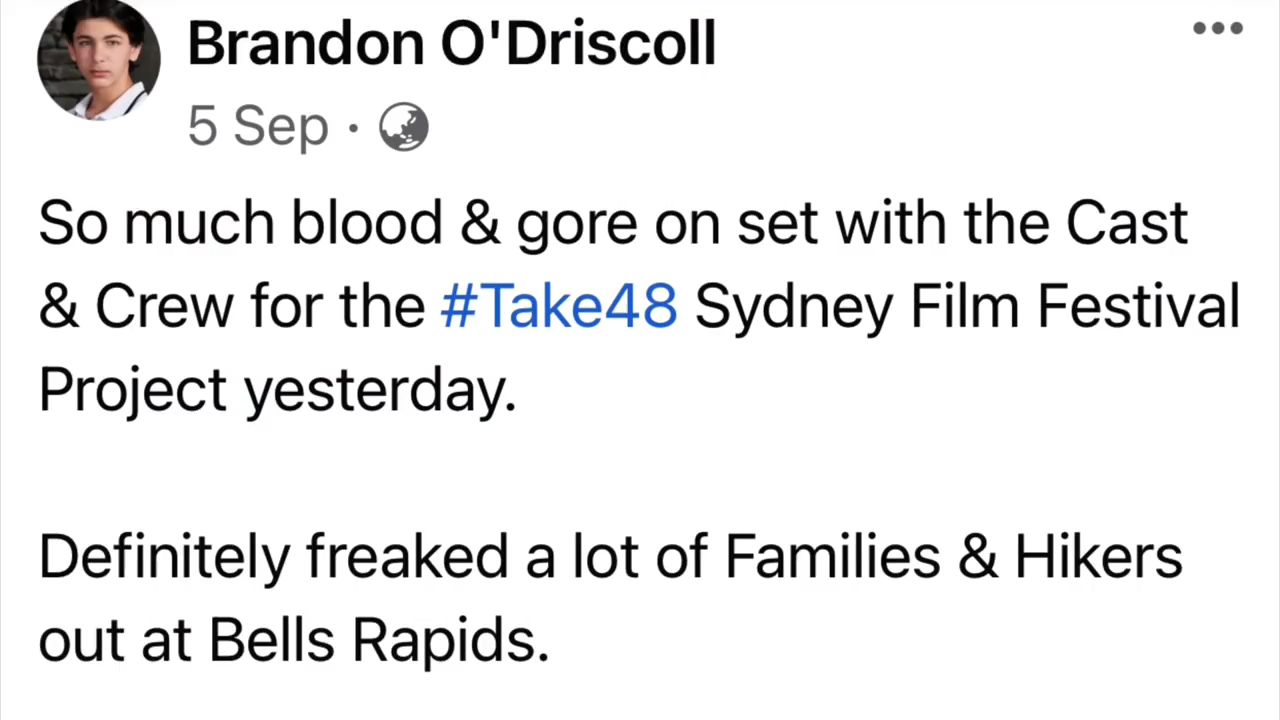 Brandon O'Driscoll
5 Sep ·
So much blood & gore on set with the Cast
& Crew for the #Take48 Sydney Film Festival
Project yesterday.
Definitely freaked a lot of Families & Hikers
out at Bells Rapids.